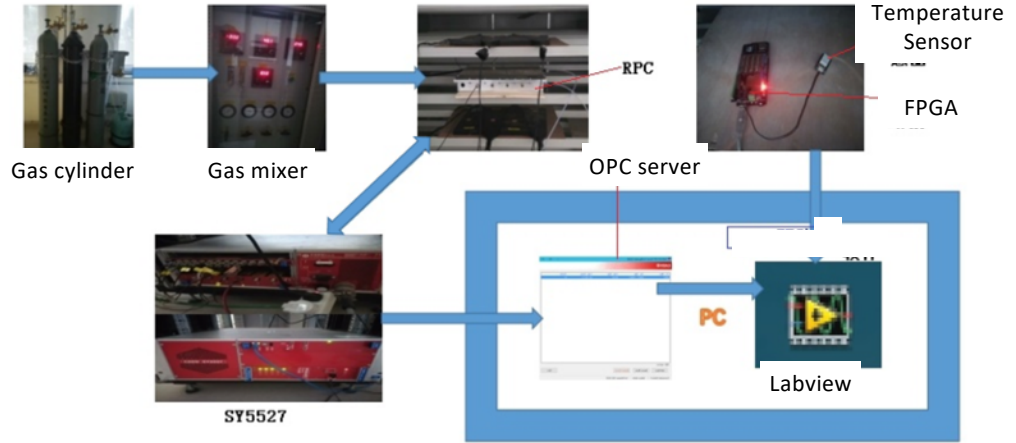 Temperature
Sensor
RPC
FPGA
Gas cylinder
Gas mixer
OPC server
PC
Labview
SY5527